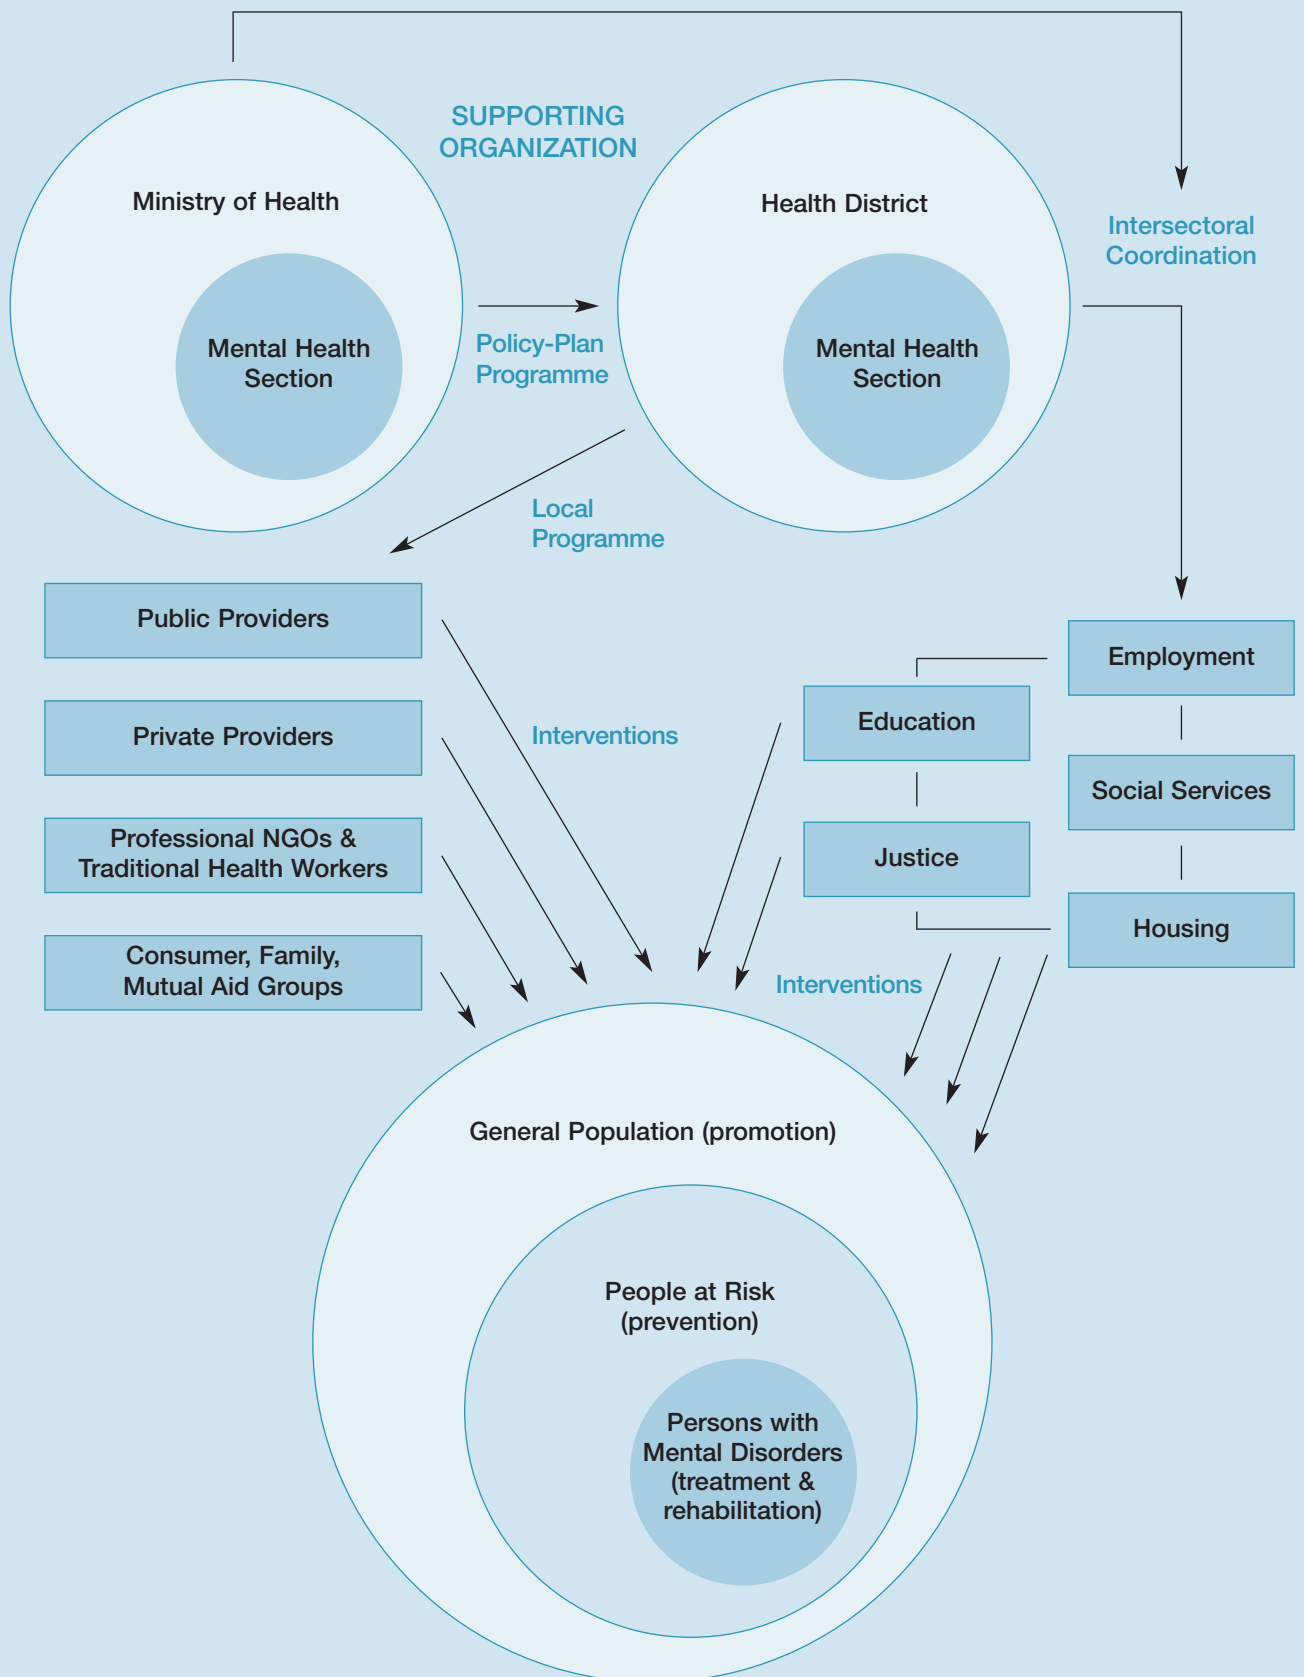 SUPPORTING
ORGANIZATION
Ministry of Health
Health District
Intersectoral
Coordination
Mental Health
Section
Policy-Plan
Programme
Mental Health
Section
Local
Programme
Public Providers
Private Providers
Professional NGOs &
Traditional Health Workers
Consumer, Family,
Mutual Aid Groups
Interventions
Education
Justice
Employment
Social Services
Housing
Interventions
General Population (promotion)
People at Risk
(prevention)
Persons with
Mental Disorders
(treatment &
rehabilitation)